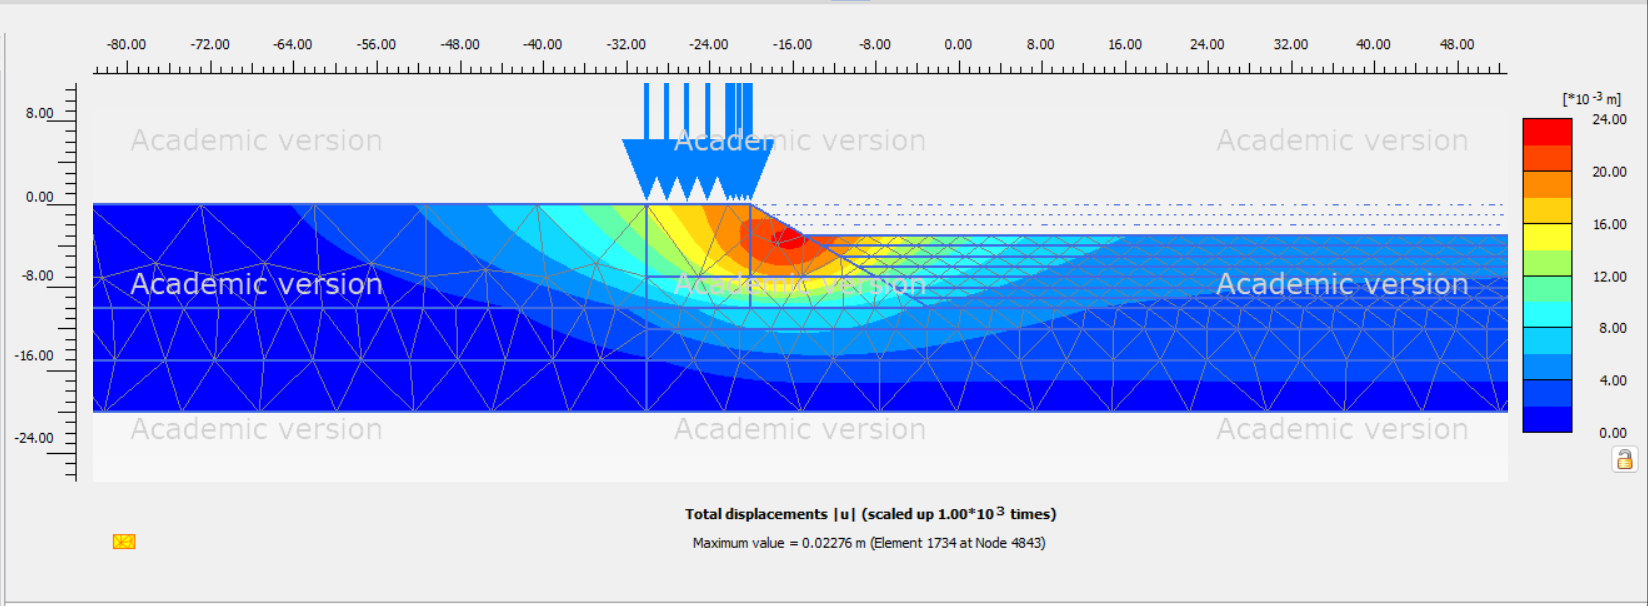 -80.00 -72.00 -64.00 -56.00 -48.00 -40.00 -32.00 -24.00 -16.00 -8.00 0.00 8.00 16.00 24.00 32.00 40.00 48.00
[*10 -3 m]
8.00
24.00
Academic version Academic version Academic version
20.00
0.00
16.00
-8.00
12.00
Academic version Academic version Academic version
8.00
-16.00
4.00
-24.00
Academic version Academic version Academic version
0.00
Total displacements |u| (scaled up 1.00*10 3 times)
Maximum value = 0.02276 m (Element 1734 at Node 4843)